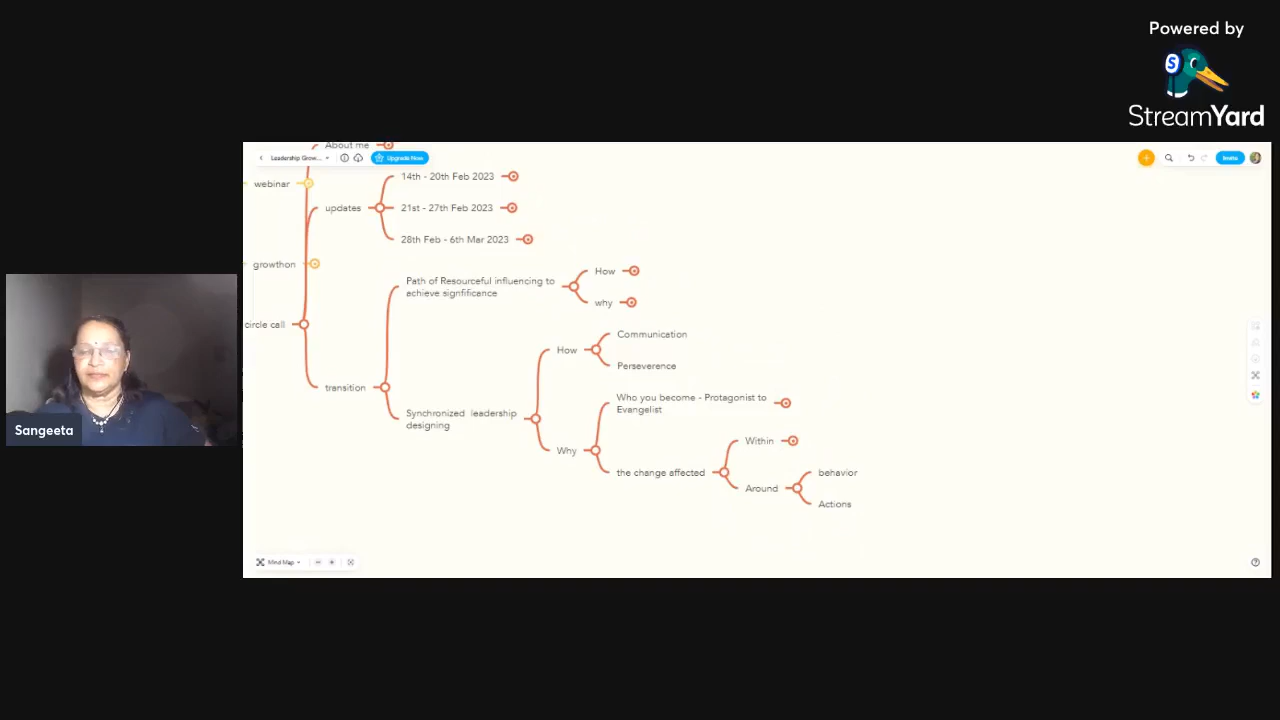 Powered by
S
StreamYard
About me
Leadership Grow...
Upgrade Now
Invite
webinar
14th - 20th Feb 2023
updates
21st - 27th Feb 2023
28th Feb - 6th Mar 2023
growthon
Path of Resourceful influencing to
achieve signfificance
How
why
circle call
transition
Synchronized leadership
designing
How
Communication
Perseverence
Why
Who you become - Protagonist to
Evangelist
the change affected
Within
Around
behavior
Actions
Sangeeta
Mind Map